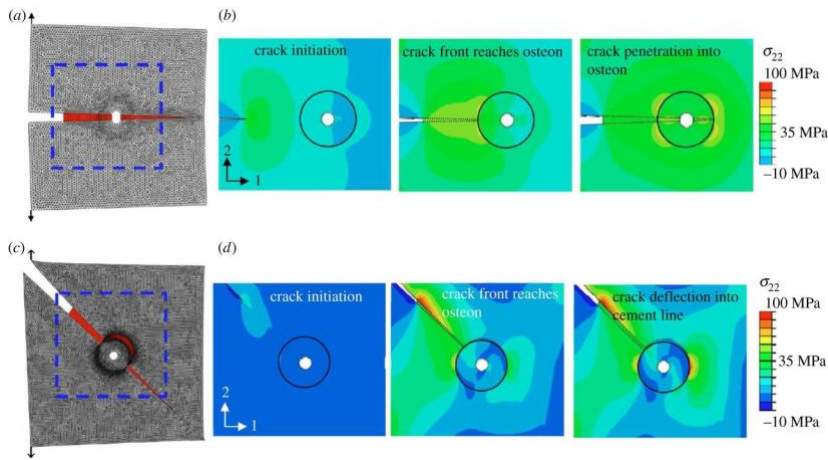 (a)
(b)
crack initiation
crack front reaches osteon
crack penetration into
osteon
σ22
100 MPa
35 MPa
–10 MPa
2
1
(c)
(d)
crack initiation
crack front reaches
osteon
crack deflection into
cement line
σ22
100 MPa
35 MPa
–10 MPa
2
1